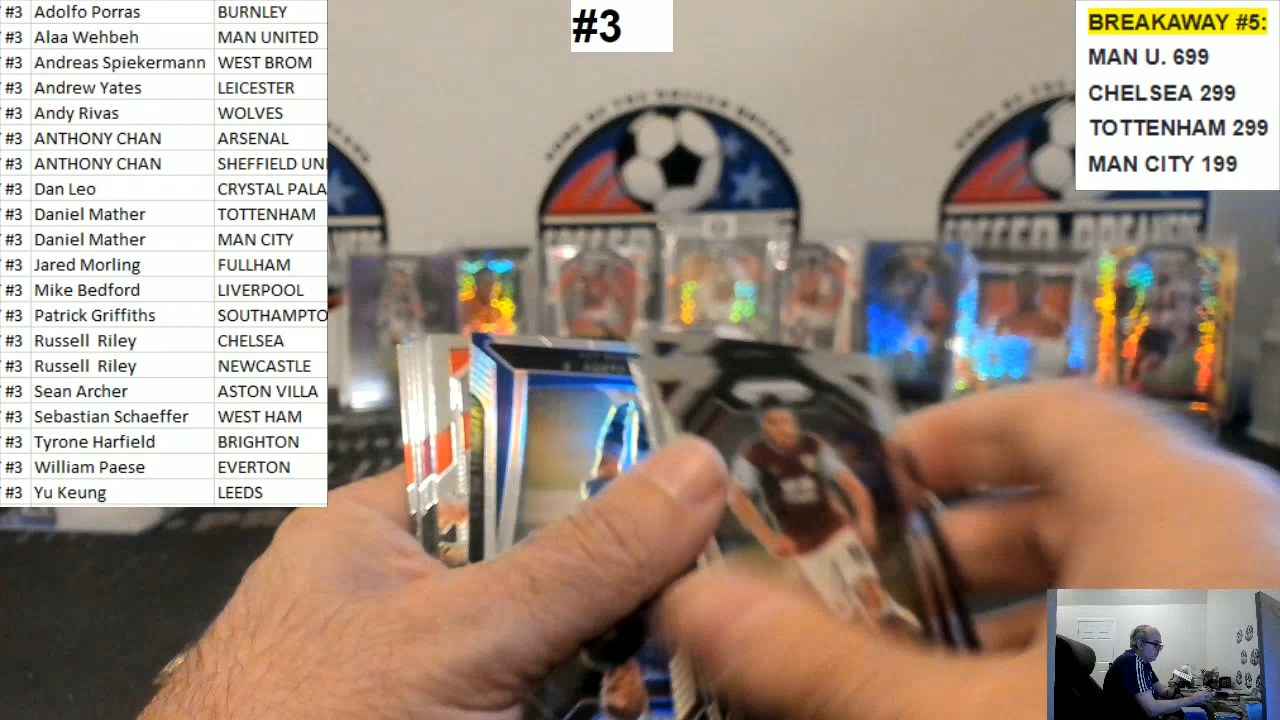 #3 Adolfo Porras BURNLEY
#3 Alaa Wehbeh MAN UNITED
#3 Andreas Spiekermann WEST BROM
#3 Andrew Yates LEICESTER
#3 Andy Rivas WOLVES
#3 ANTHONY CHAN ARSENAL
#3 ANTHONY CHAN SHEFFIELD UNI
#3 Dan Leo CRYSTAL PALA
#3 Daniel Mather TOTTENHAM
#3 Daniel Mather MAN CITY
#3 Jared Morling FULLHAM
#3 Mike Bedford LIVERPOOL
#3 Patrick Griffiths SOUTHAMPTO
#3 Russell Riley CHELSEA
#3 Russell Riley NEWCASTLE
#3 Sean Archer ASTON VILLA
#3 Sebastian Schaeffer WEST HAM
#3 Tyrone Harfield BRIGHTON
#3 William Paese EVERTON
#3 Yu Keung LEEDS
#3
BREAKAWAY #5:
MAN U. 699
CHELSEA 299
TOTTENHAM 299
MAN CITY 199